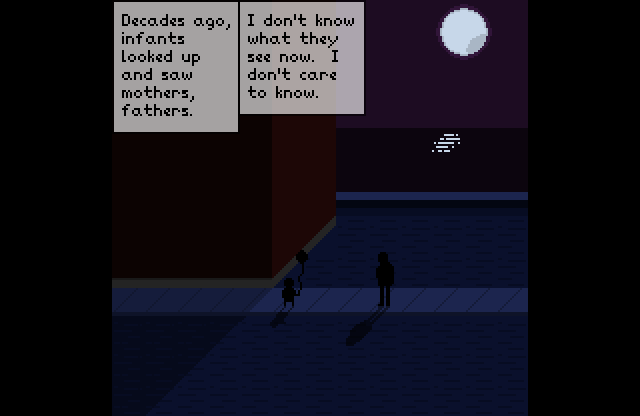 Decades ago,
infants
looked up
and saw
mothers,
fathers.
I don't know
what they
see now.  I
don't care
to know.